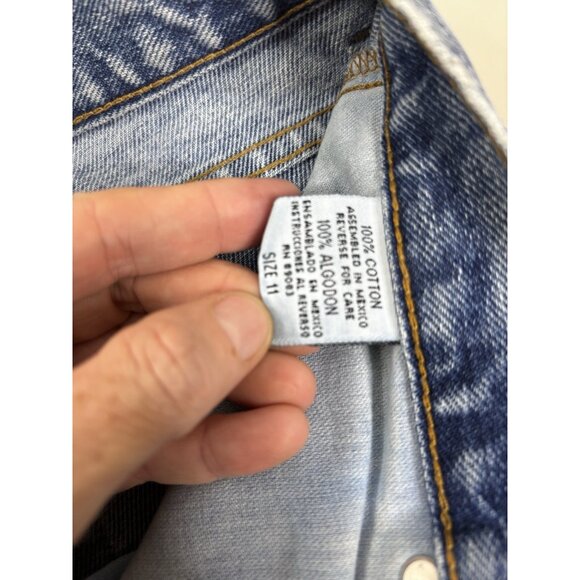 100% COTTON
ASSEMBLED IN MEXICO
REVERSE FOR CARE
100% ALGODON
ENSAMBLADO EN MEXICO
INSTRUCCIONES AL REVERSO
RN 89083
SIZE 11